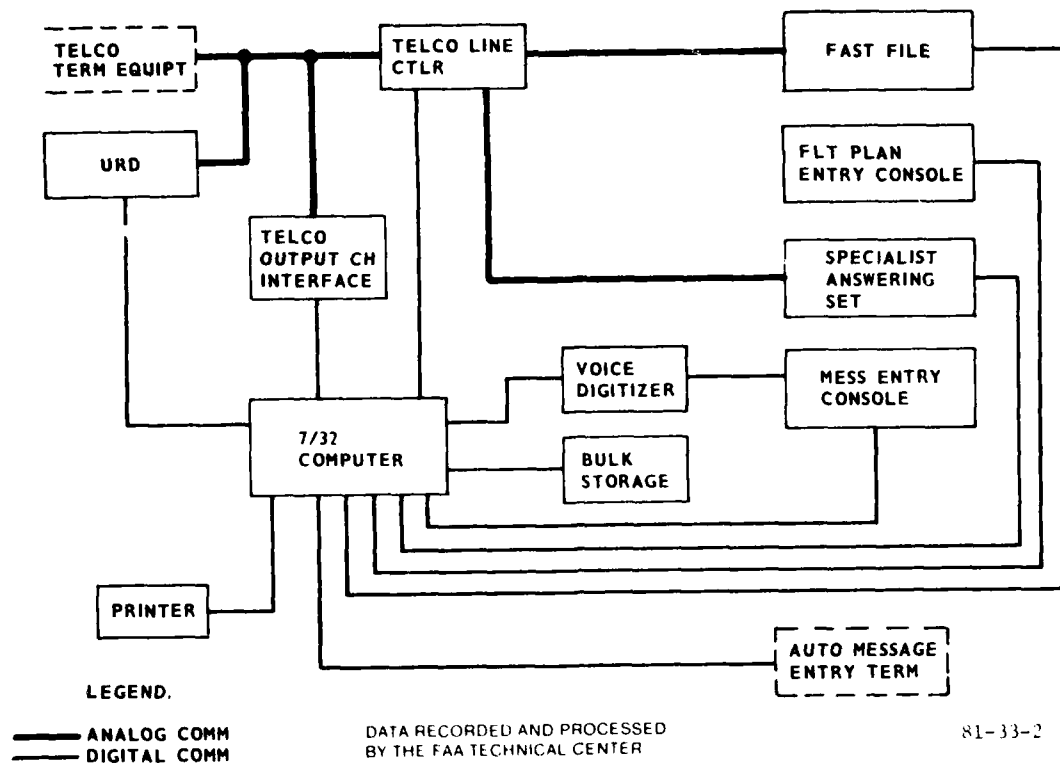 TELCO
TERM EQUIPT
TELCO LINE
CTLR
FAST FILE
URD
FLT PLAN
ENTRY CONSOLE
TELCO
OUTPUT CH
INTERFACE
SPECIALIST
ANSWERING
SET
VOICE
DIGITIZER
MESS ENTRY
CONSOLE
7/32
COMPUTER
BULK
STORAGE
PRINTER
AUTO MESSAGE
ENTRY TERM
LEGEND.
ANALOG COMM
DIGITAL COMM
DATA RECORDED AND PROCESSED
BY THE FAA TECHNICAL CENTER
81-33-2